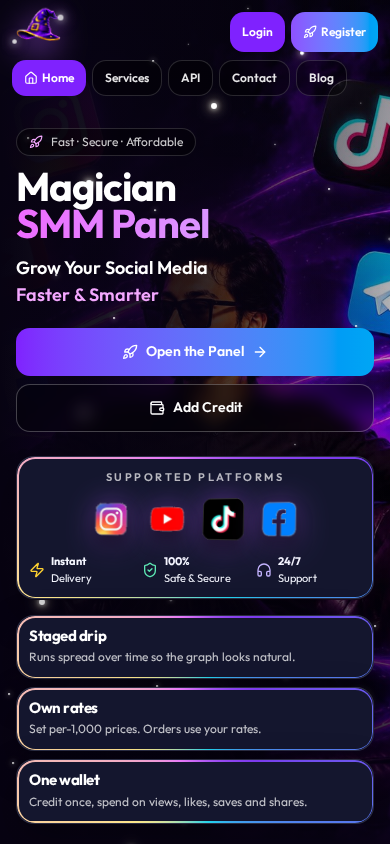 Login
Register
Home
Services
API
Contact
Blog
Fast · Secure · Affordable
Magician
SMM Panel
Grow Your Social Media
Faster & Smarter
Open the Panel
Add Credit
SUPPORTED PLATFORMS
Instant
Delivery
100%
Safe & Secure
24/7
Support
Staged drip
Runs spread over time so the graph looks natural.
Own rates
Set per-1,000 prices. Orders use your rates.
One wallet
Credit once, spend on views, likes, saves and shares.